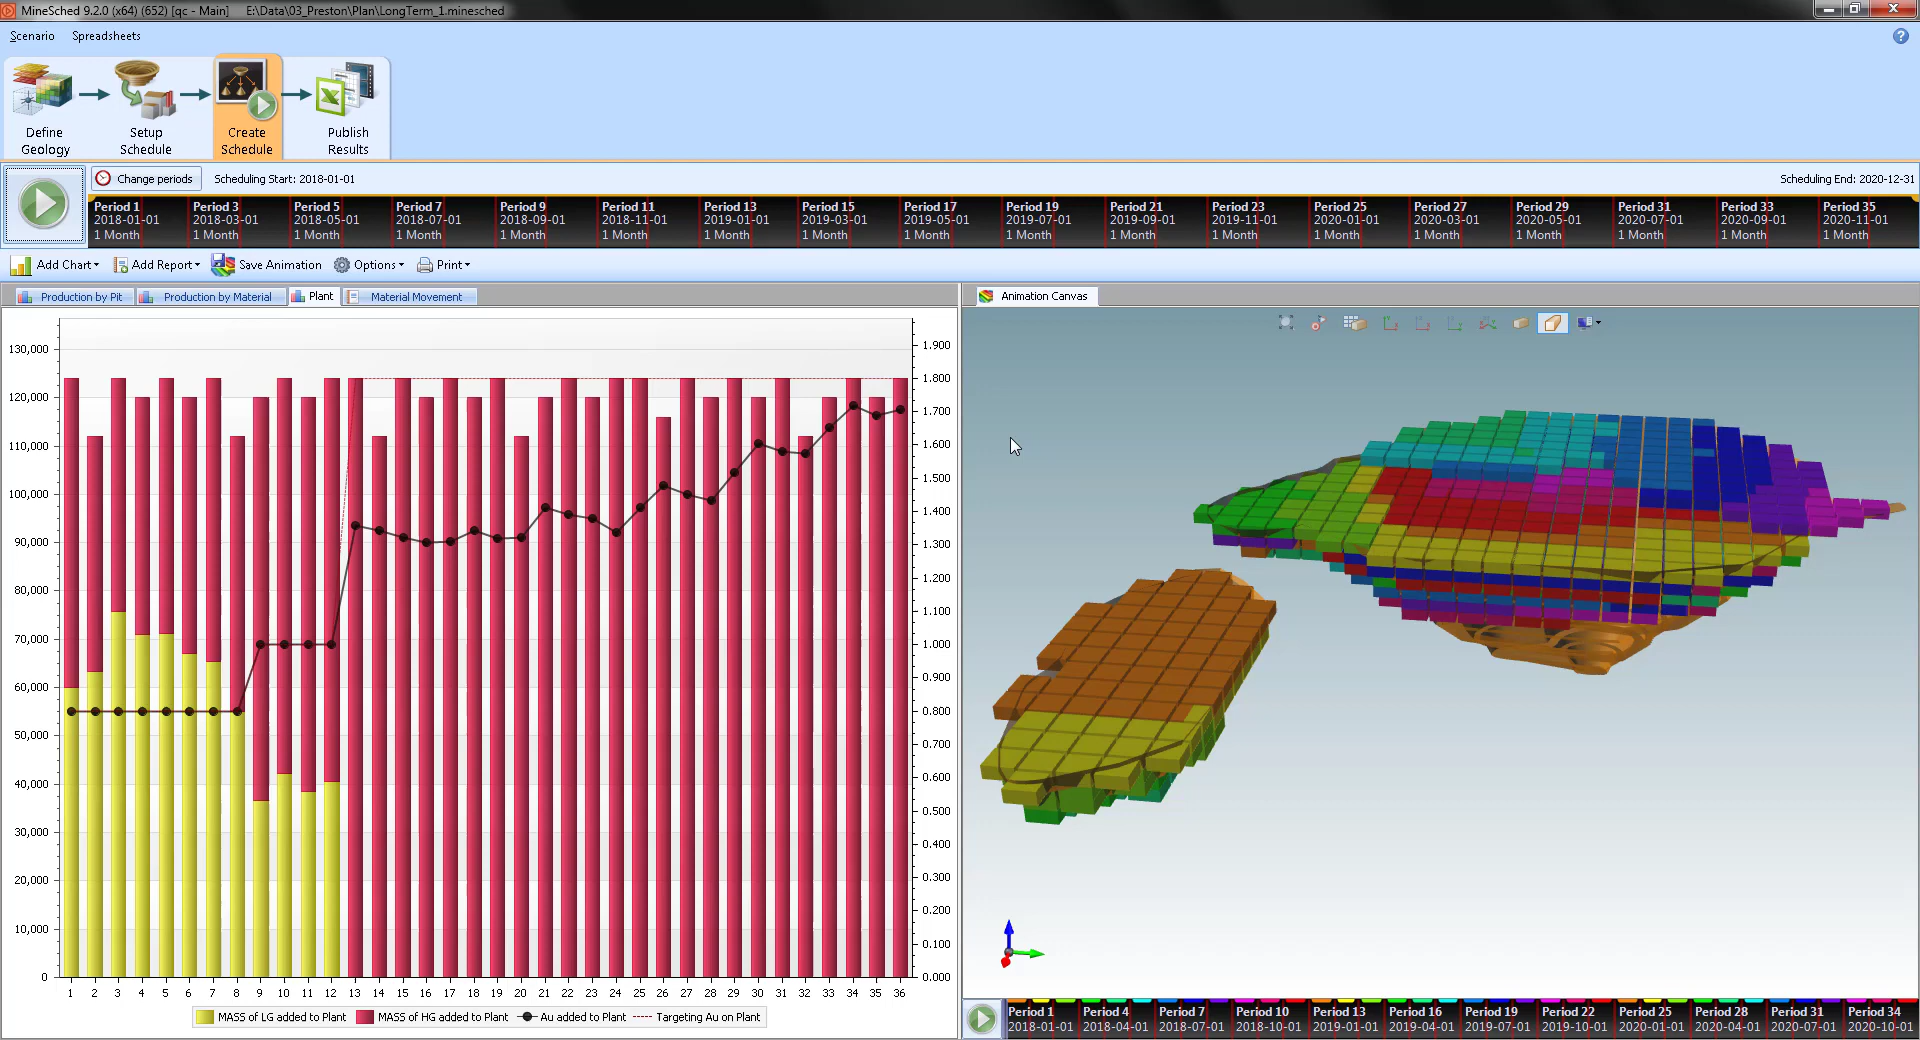 MineSched 9.2.0 (x64) (652) [qc - Main]    E:\Data\03_Preston\Plan\LongTerm_1.minesched
Scenario Spreadsheets
Define Geology
Setup Schedule
Create Schedule
Publish Results
Change periods Scheduling Start: 2018-01-01 Scheduling End: 2020-12-31
Period 1 Period 3 Period 5 Period 7 Period 9 Period 11 Period 13 Period 15 Period 17 Period 19 Period 21 Period 23 Period 25 Period 27 Period 29 Period 31 Period 33 Period 35
2018-01-01 2018-03-01 2018-05-01 2018-07-01 2018-09-01 2018-11-01 2019-01-01 2019-03-01 2019-05-01 2019-07-01 2019-09-01 2019-11-01 2020-01-01 2020-03-01 2020-05-01 2020-07-01 2020-09-01 2020-11-01
1 Month 1 Month 1 Month 1 Month 1 Month 1 Month 1 Month 1 Month 1 Month 1 Month 1 Month 1 Month 1 Month 1 Month 1 Month 1 Month 1 Month 1 Month
Add Chart Add Report Save Animation Options Print
Production by Pit Production by Material Plant Material Movement
130,000
120,000
110,000
100,000
90,000
80,000
70,000
60,000
50,000
40,000
30,000
20,000
10,000
0
1.900
1.800
1.700
1.600
1.500
1.400
1.300
1.200
1.100
1.000
0.900
0.800
0.700
0.600
0.500
0.400
0.300
0.200
0.100
0.000
1 2 3 4 5 6 7 8 9 10 11 12 13 14 15 16 17 18 19 20 21 22 23 24 25 26 27 28 29 30 31 32 33 34 35 36
MASS of LG added to Plant MASS of HG added to Plant Au added to Plant Targeting Au on Plant
Animation Canvas
Period 1 Period 4 Period 7 Period 10 Period 13 Period 16 Period 19 Period 22 Period 25 Period 28 Period 31 Period 34
2018-01-01 2018-04-01 2018-07-01 2018-10-01 2019-01-01 2019-04-01 2019-07-01 2019-10-01 2020-01-01 2020-04-01 2020-07-01 2020-10-01